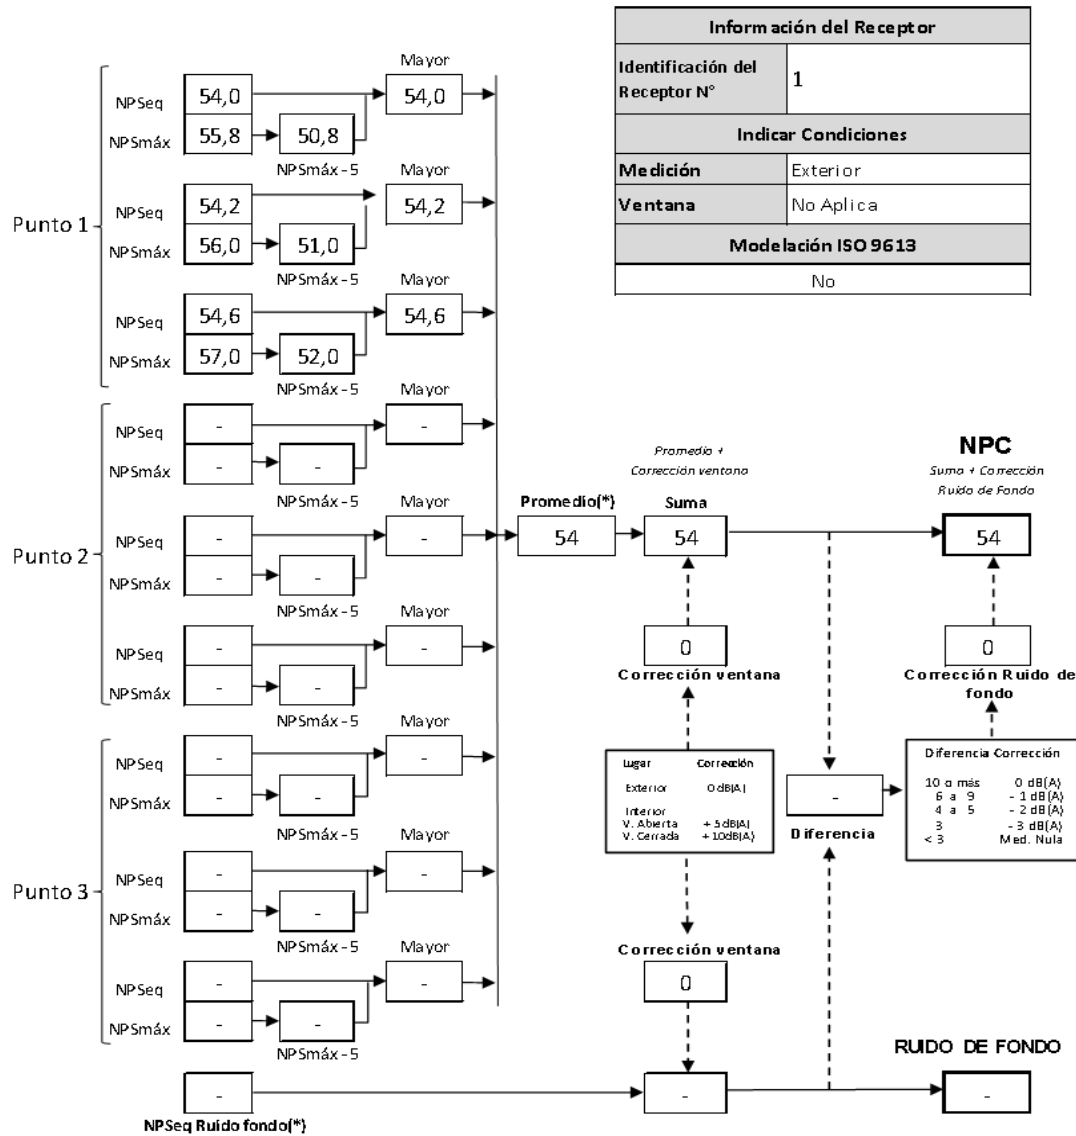 Información del Receptor
Identificación del Receptor N° 1
Indicar Condiciones
Medición Exterior
Ventana No Aplica
Modelación ISO 9613
No
Punto 1
Mayor
NPSeq 54,0 54,0
NPSmáx 55,8 50,8
NPSmáx - 5
Mayor
NPSeq 54,2 54,2
NPSmáx 56,0 51,0
NPSmáx - 5
Mayor
NPSeq 54,6 54,6
NPSmáx 57,0 52,0
NPSmáx - 5
Punto 2
Mayor
NPSeq - -
NPSmáx - -
NPSmáx - 5
Mayor
NPSeq - -
NPSmáx - -
NPSmáx - 5
Mayor
NPSeq - -
NPSmáx - -
NPSmáx - 5
Punto 3
Mayor
NPSeq - -
NPSmáx - -
NPSmáx - 5
Mayor
NPSeq - -
NPSmáx - -
NPSmáx - 5
Mayor
NPSeq - -
NPSmáx - -
NPSmáx - 5
-
NPSeq Ruido fondo(*)
Promedio(*)
54
Promedio +
Corrección ventana
Suma
54
0
Corrección ventana
Lugar Corrección
Exterior 0 dB(A)
Interior
V. Abierta + 5dB(A)
V. Cerrada + 10dB(A)
Corrección ventana
0
-
-
Diferencia
NPC
Suma + Corrección
Ruido de Fondo
54
0
Corrección Ruido de
fondo
Diferencia Corrección
10 o más 0 dB(A)
6 a 9 - 1 dB(A)
4 a 5 - 2 dB(A)
3 - 3 dB(A)
< 3 Med. Nula
RUIDO DE FONDO
-